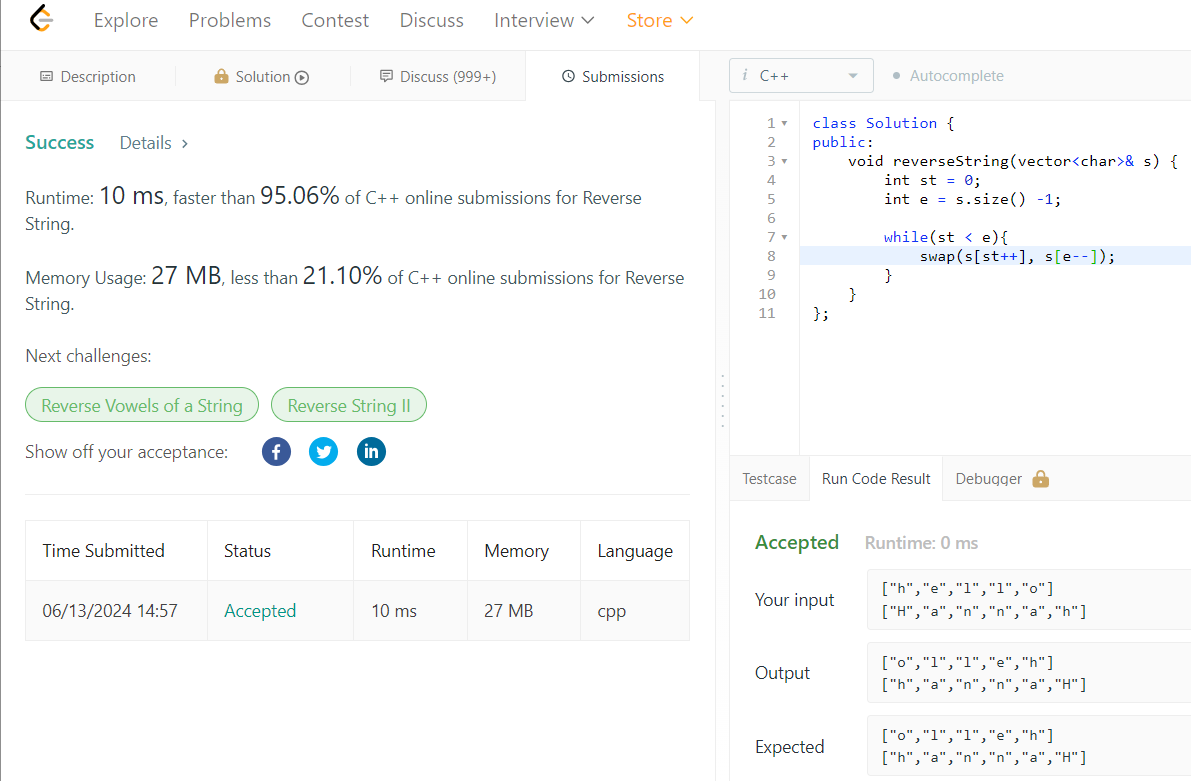 Explore Problems Contest Discuss Interview Store
Description Solution Discuss (999+) Submissions
Success Details >
Runtime: 10 ms, faster than 95.06% of C++ online submissions for Reverse
String.
Memory Usage: 27 MB, less than 21.10% of C++ online submissions for Reverse
String.
Next challenges:
Reverse Vowels of a String Reverse String II
Show off your acceptance:
Time Submitted Status Runtime Memory Language
06/13/2024 14:57 Accepted 10 ms 27 MB cpp
i C++ Autocomplete
1 class Solution {
2 public:
3     void reverseString(vector<char>& s) {
4         int st = 0;
5         int e = s.size() -1;
6
7         while(st < e){
8             swap(s[st++], s[e--]);
9         }
10     }
11 };
Testcase Run Code Result Debugger
Accepted Runtime: 0 ms
Your input
["h","e","l","l","o"]
["H","a","n","n","a","h"]
Output
["o","l","l","e","h"]
["h","a","n","n","a","H"]
Expected
["o","l","l","e","h"]
["h","a","n","n","a","H"]